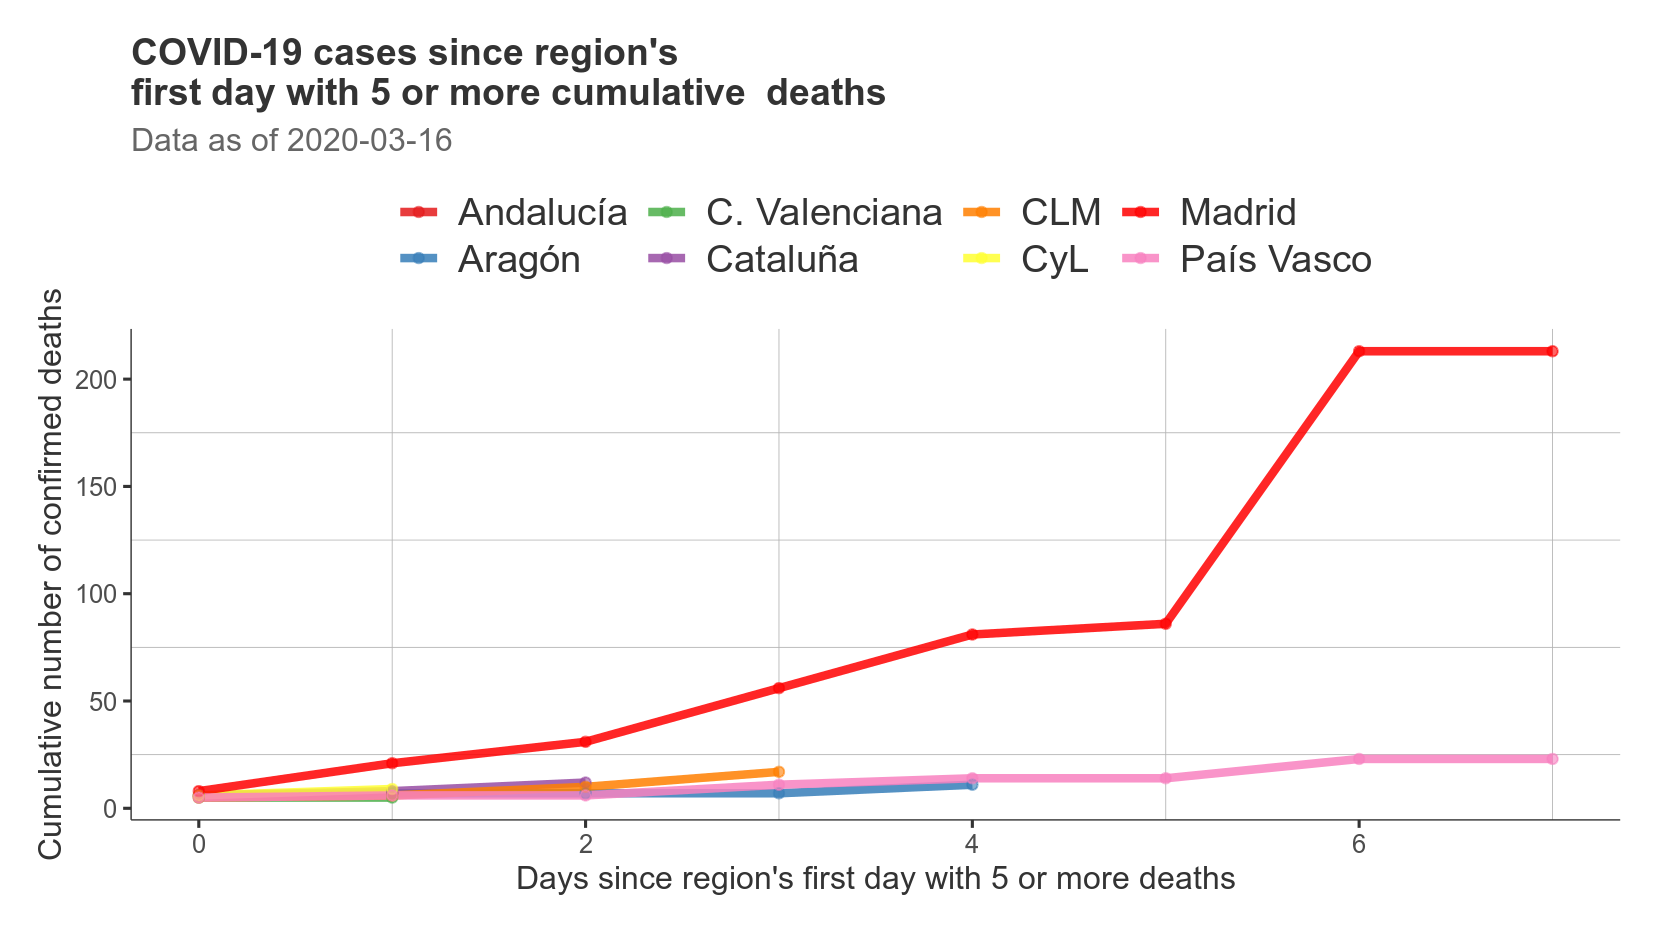 COVID-19 cases since region's
first day with 5 or more cumulative  deaths
Data as of 2020-03-16
Andalucía C. Valenciana CLM Madrid
Aragón Cataluña CyL País Vasco
Cumulative number of confirmed deaths
200
150
100
50
0
0 2 4 6
Days since region's first day with 5 or more deaths